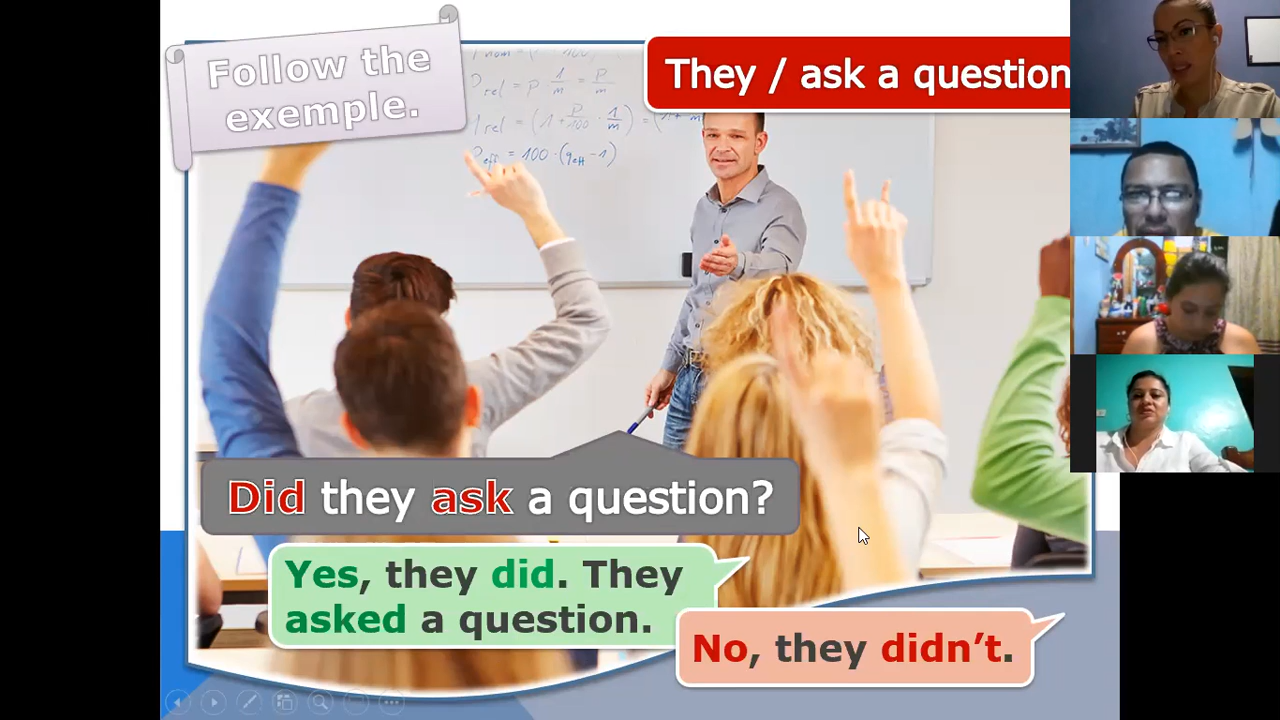 Follow the
exemple.
They / ask a question
Did they ask a question?
Yes, they did. They
asked a question.
No, they didn't.